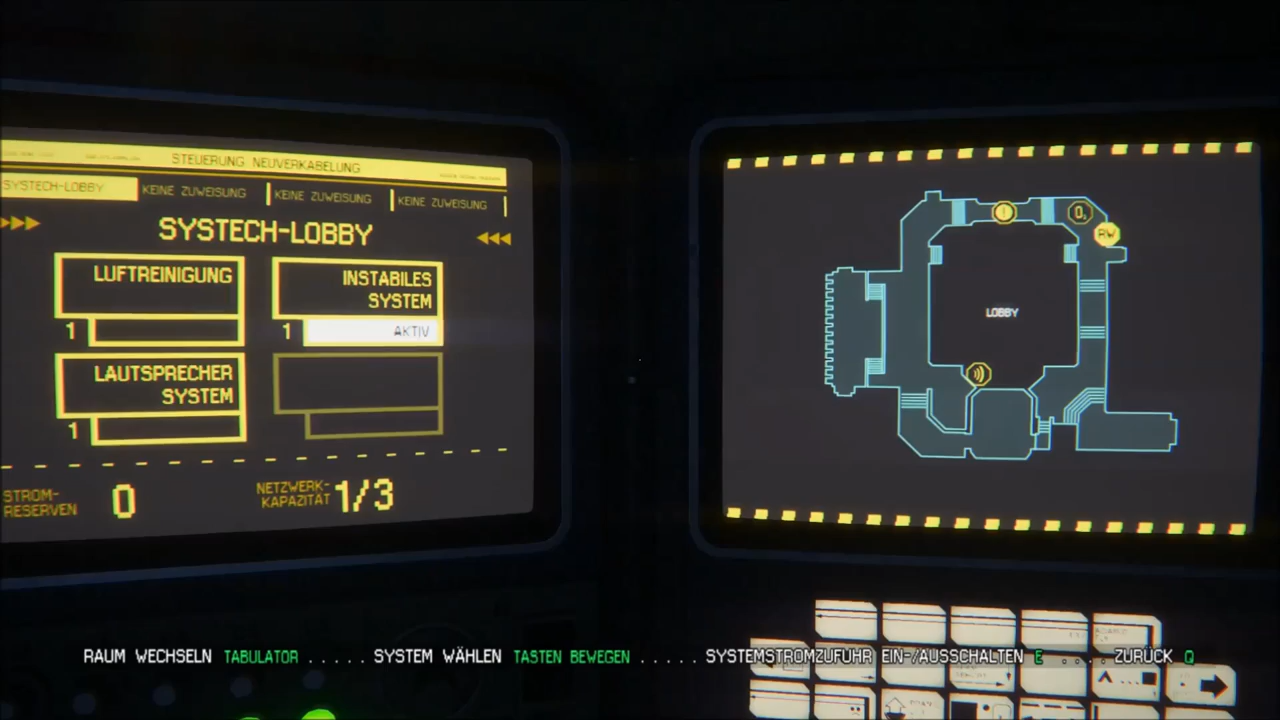 STEUERUNG NEUVERKABELUNG
SYSTECH-LOBBY
KEINE ZUWEISUNG
KEINE ZUWEISUNG
KEINE ZUWEISUNG
SYSTECH-LOBBY
LUFTREINIGUNG
1
INSTABILES
SYSTEM
1 AKTIV
LAUTSPRECHER
SYSTEM
1
STROM-
RESERVEN
0
NETZWERK-
KAPAZITÄT
1/3
RW
LOBBY
RAUM WECHSELN TABULATOR ..... SYSTEM WÄHLEN TASTEN BEWEGEN ..... SYSTEMSTROMZUFUHR EIN-/AUSSCHALTEN E ..... ZURÜCK Q